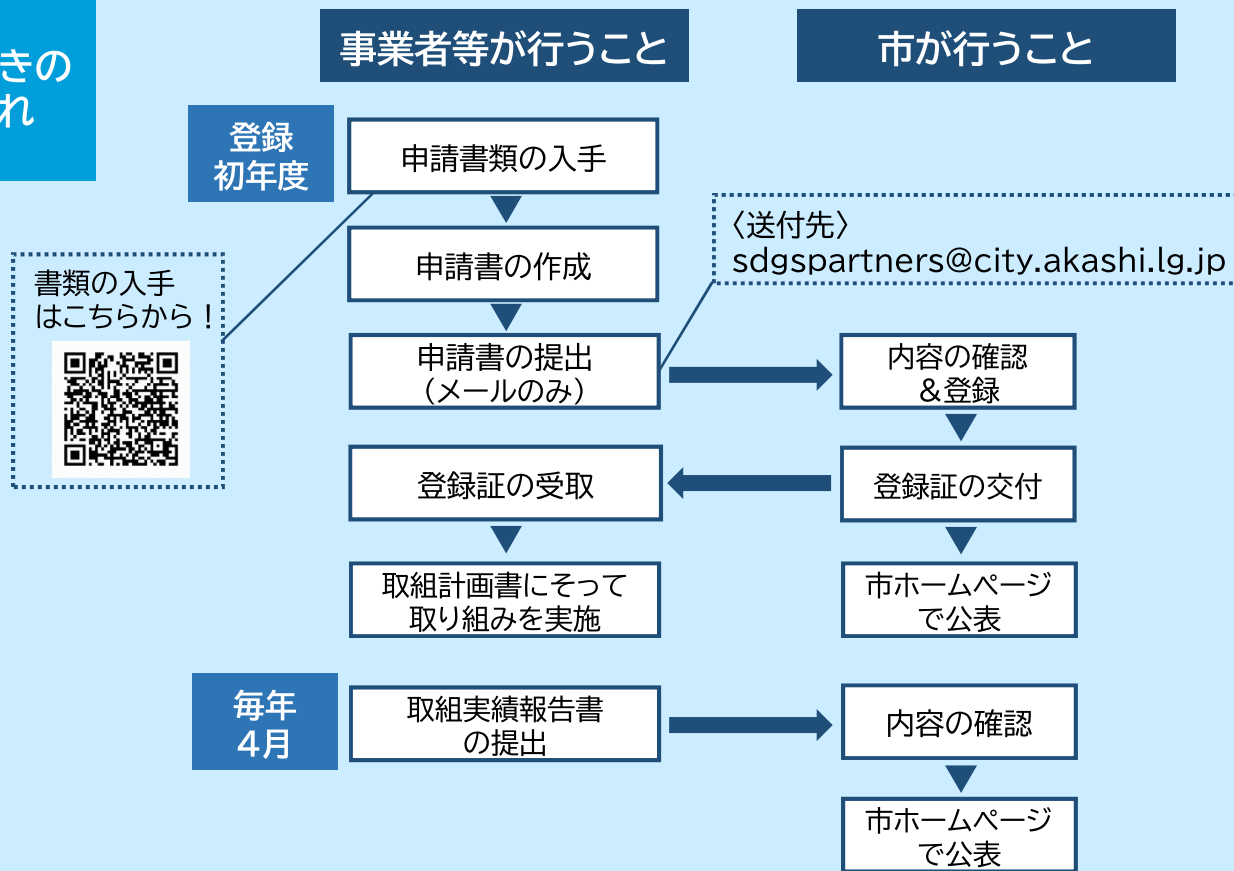 きの
れ
事業者等が行うこと
市が行うこと
登録
初年度
申請書類の入手
〈送付先〉
sdgspartners@city.akashi.lg.jp
申請書の作成
書類の入手
はこちらから！
申請書の提出
（メールのみ）
内容の確認
＆登録
登録証の受取
登録証の交付
取組計画書にそって
取り組みを実施
市ホームページ
で公表
毎年
4月
取組実績報告書
の提出
内容の確認
市ホームページ
で公表